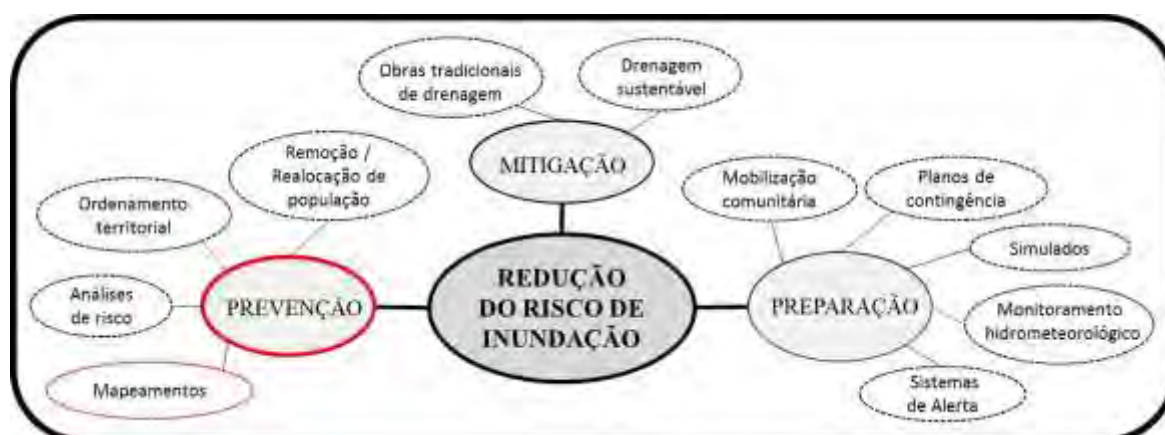 Obras tradicionais
de drenagem
Drenagem
sustentável
MITIGAÇÃO
Remoção /
Realocação de
população
Ordenamento
territorial
Análises
de risco
Mapeamentos
PREVENÇÃO
REDUÇÃO
DO RISCO DE
INUNDAÇÃO
PREPARAÇÃO
Mobilização
comunitária
Planos de
contingência
Simulados
Monitoramento
hidrometeorológico
Sistemas
de Alerta